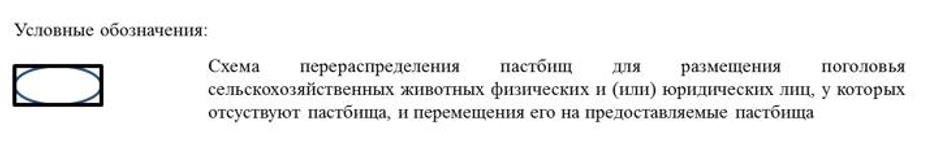 Условные обозначения:
Схема перераспределения пастбищ для размещения поголовья
сельскохозяйственных животных физических и (или) юридических лиц, у которых
отсуствуют пастбища, и перемещения его на предоставляемые пастбища